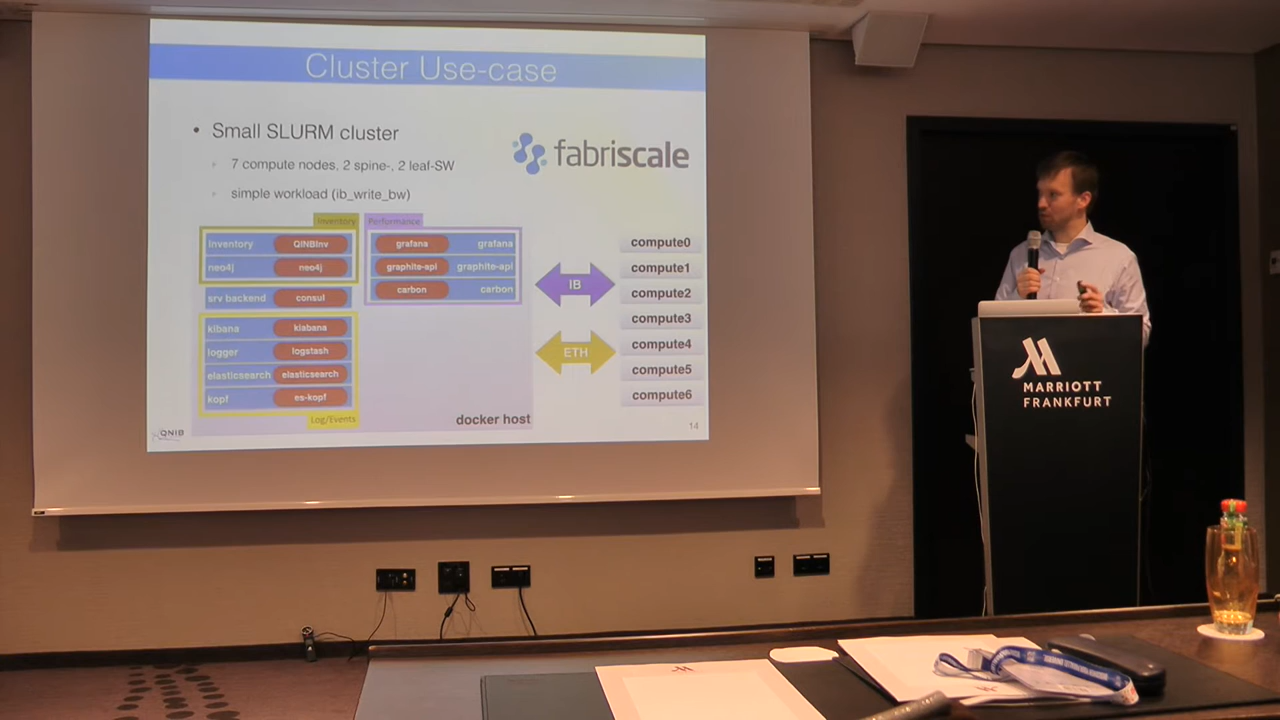 Cluster Use-case
• Small SLURM cluster
fabriscale
7 compute nodes, 2 spine-, 2 leaf-SW
simple workload (ib_write_bw)
Inventory
Performance
Inventory QINBInv
neo4j neo4j
srv backend consul
kibana kiabana
logger logstash
elasticsearch elasticsearch
kopf es-kopf
Log/Events
grafana grafana
graphite-api graphite-api
carbon carbon
docker host
IB
ETH
compute0
compute1
compute2
compute3
compute4
compute5
compute6
QNIB
14
MARRIOTT
FRANKFURT